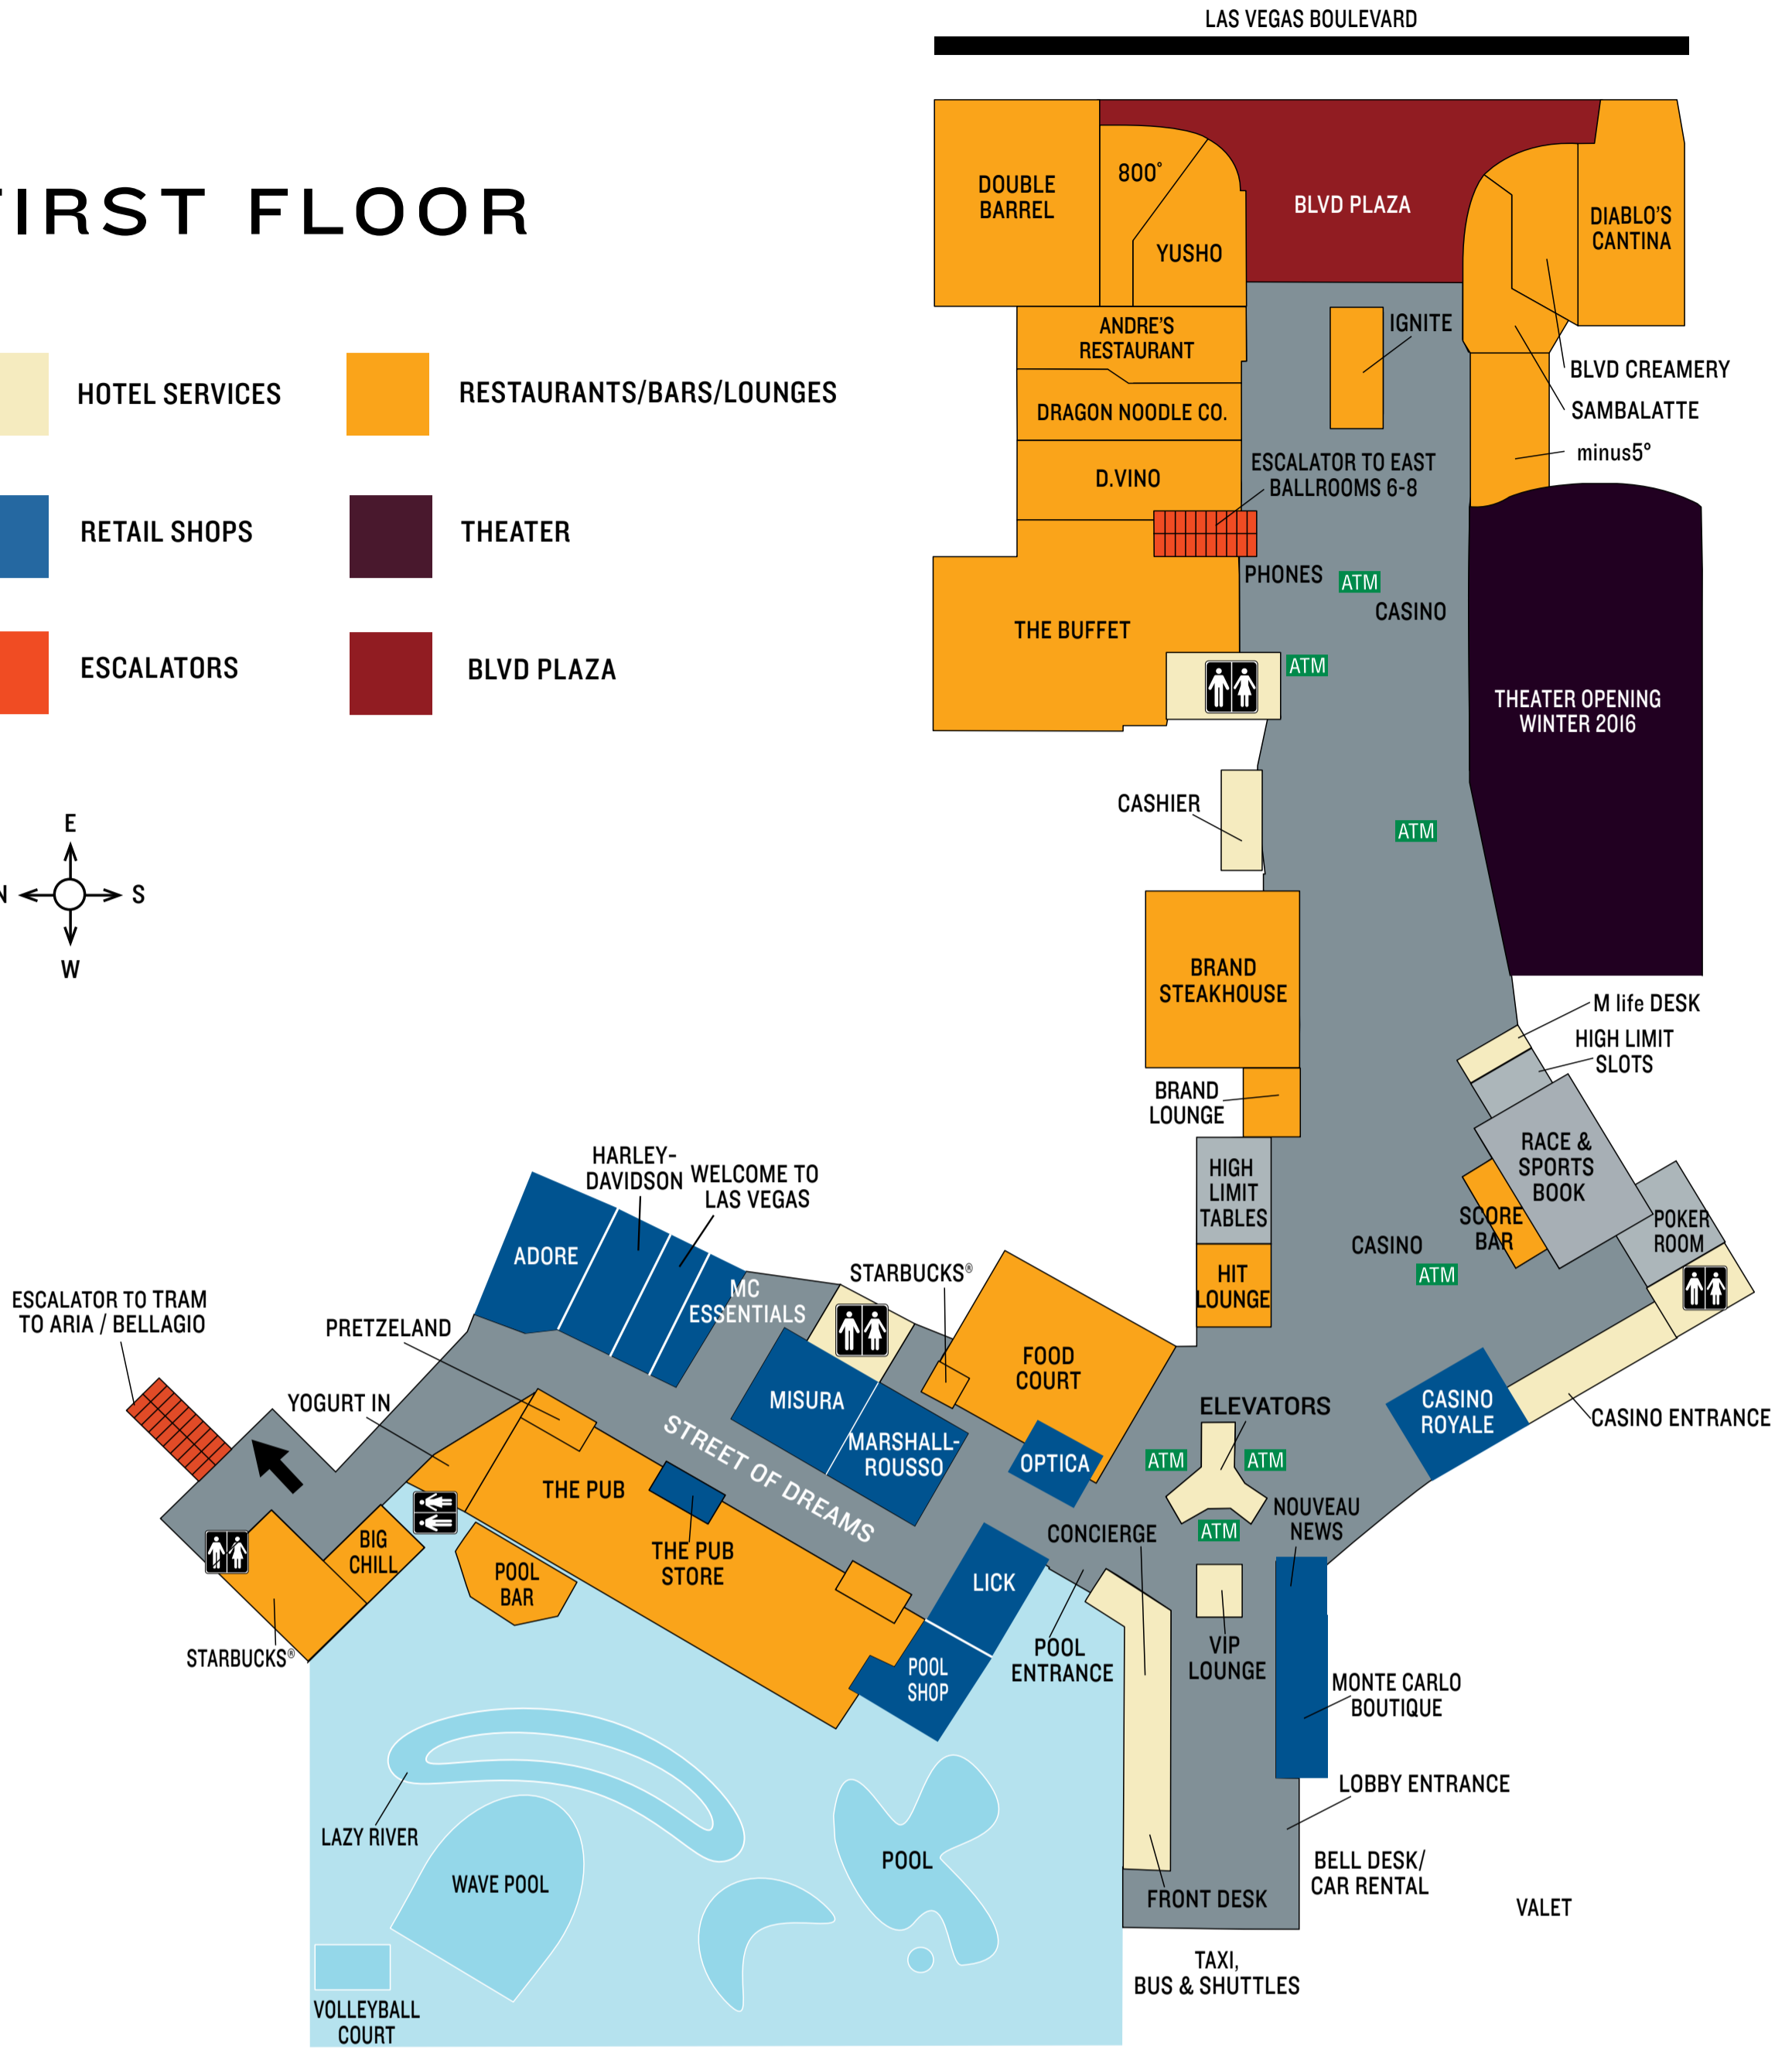 LAS VEGAS BOULEVARD
FIRST FLOOR
HOTEL SERVICES
RESTAURANTS/BARS/LOUNGES
RETAIL SHOPS
THEATER
ESCALATORS
BLVD PLAZA
E
N
S
W
DOUBLE
BARREL
800°
YUSHO
BLVD PLAZA
DIABLO'S
CANTINA
ANDRE'S
RESTAURANT
IGNITE
BLVD CREAMERY
SAMBALATTE
minus5°
DRAGON NOODLE CO.
D.VINO
ESCALATOR TO EAST
BALLROOMS 6-8
PHONES
ATM
CASINO
THE BUFFET
ATM
THEATER OPENING
WINTER 2016
CASHIER
ATM
BRAND
STEAKHOUSE
M life DESK
HIGH LIMIT
SLOTS
BRAND
LOUNGE
RACE &
SPORTS
BOOK
HIGH
LIMIT
TABLES
SCORE
BAR
POKER
ROOM
CASINO
ATM
HIT
LOUNGE
HARLEY-
DAVIDSON
WELCOME TO
LAS VEGAS
ADORE
MC
ESSENTIALS
STARBUCKS®
ESCALATOR TO TRAM
TO ARIA / BELLAGIO
PRETZELAND
YOGURT IN
MISURA
MARSHALL-
ROUSSO
FOOD
COURT
OPTICA
ELEVATORS
CASINO
ROYALE
CASINO ENTRANCE
ATM
ATM
ATM
STREET OF DREAMS
THE PUB
THE PUB
STORE
BIG
CHILL
POOL
BAR
STARBUCKS®
CONCIERGE
NOUVEAU
NEWS
LICK
POOL
SHOP
POOL
ENTRANCE
VIP
LOUNGE
MONTE CARLO
BOUTIQUE
LOBBY ENTRANCE
LAZY RIVER
WAVE POOL
POOL
FRONT DESK
BELL DESK/
CAR RENTAL
VALET
TAXI,
BUS & SHUTTLES
VOLLEYBALL
COURT